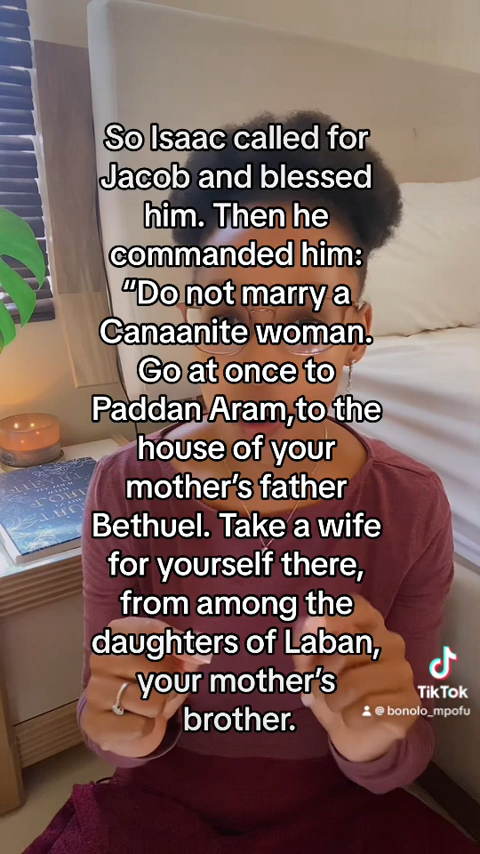 So Isaac called for
Jacob and blessed
him. Then he
commanded him:
“Do not marry a
Canaanite woman.
Go at once to
Paddan Aram,to the
house of your
mother’s father
Bethuel. Take a wife
for yourself there,
from among the
daughters of Laban,
your mother’s
brother.
TikTok
@ bonolo_mpofu